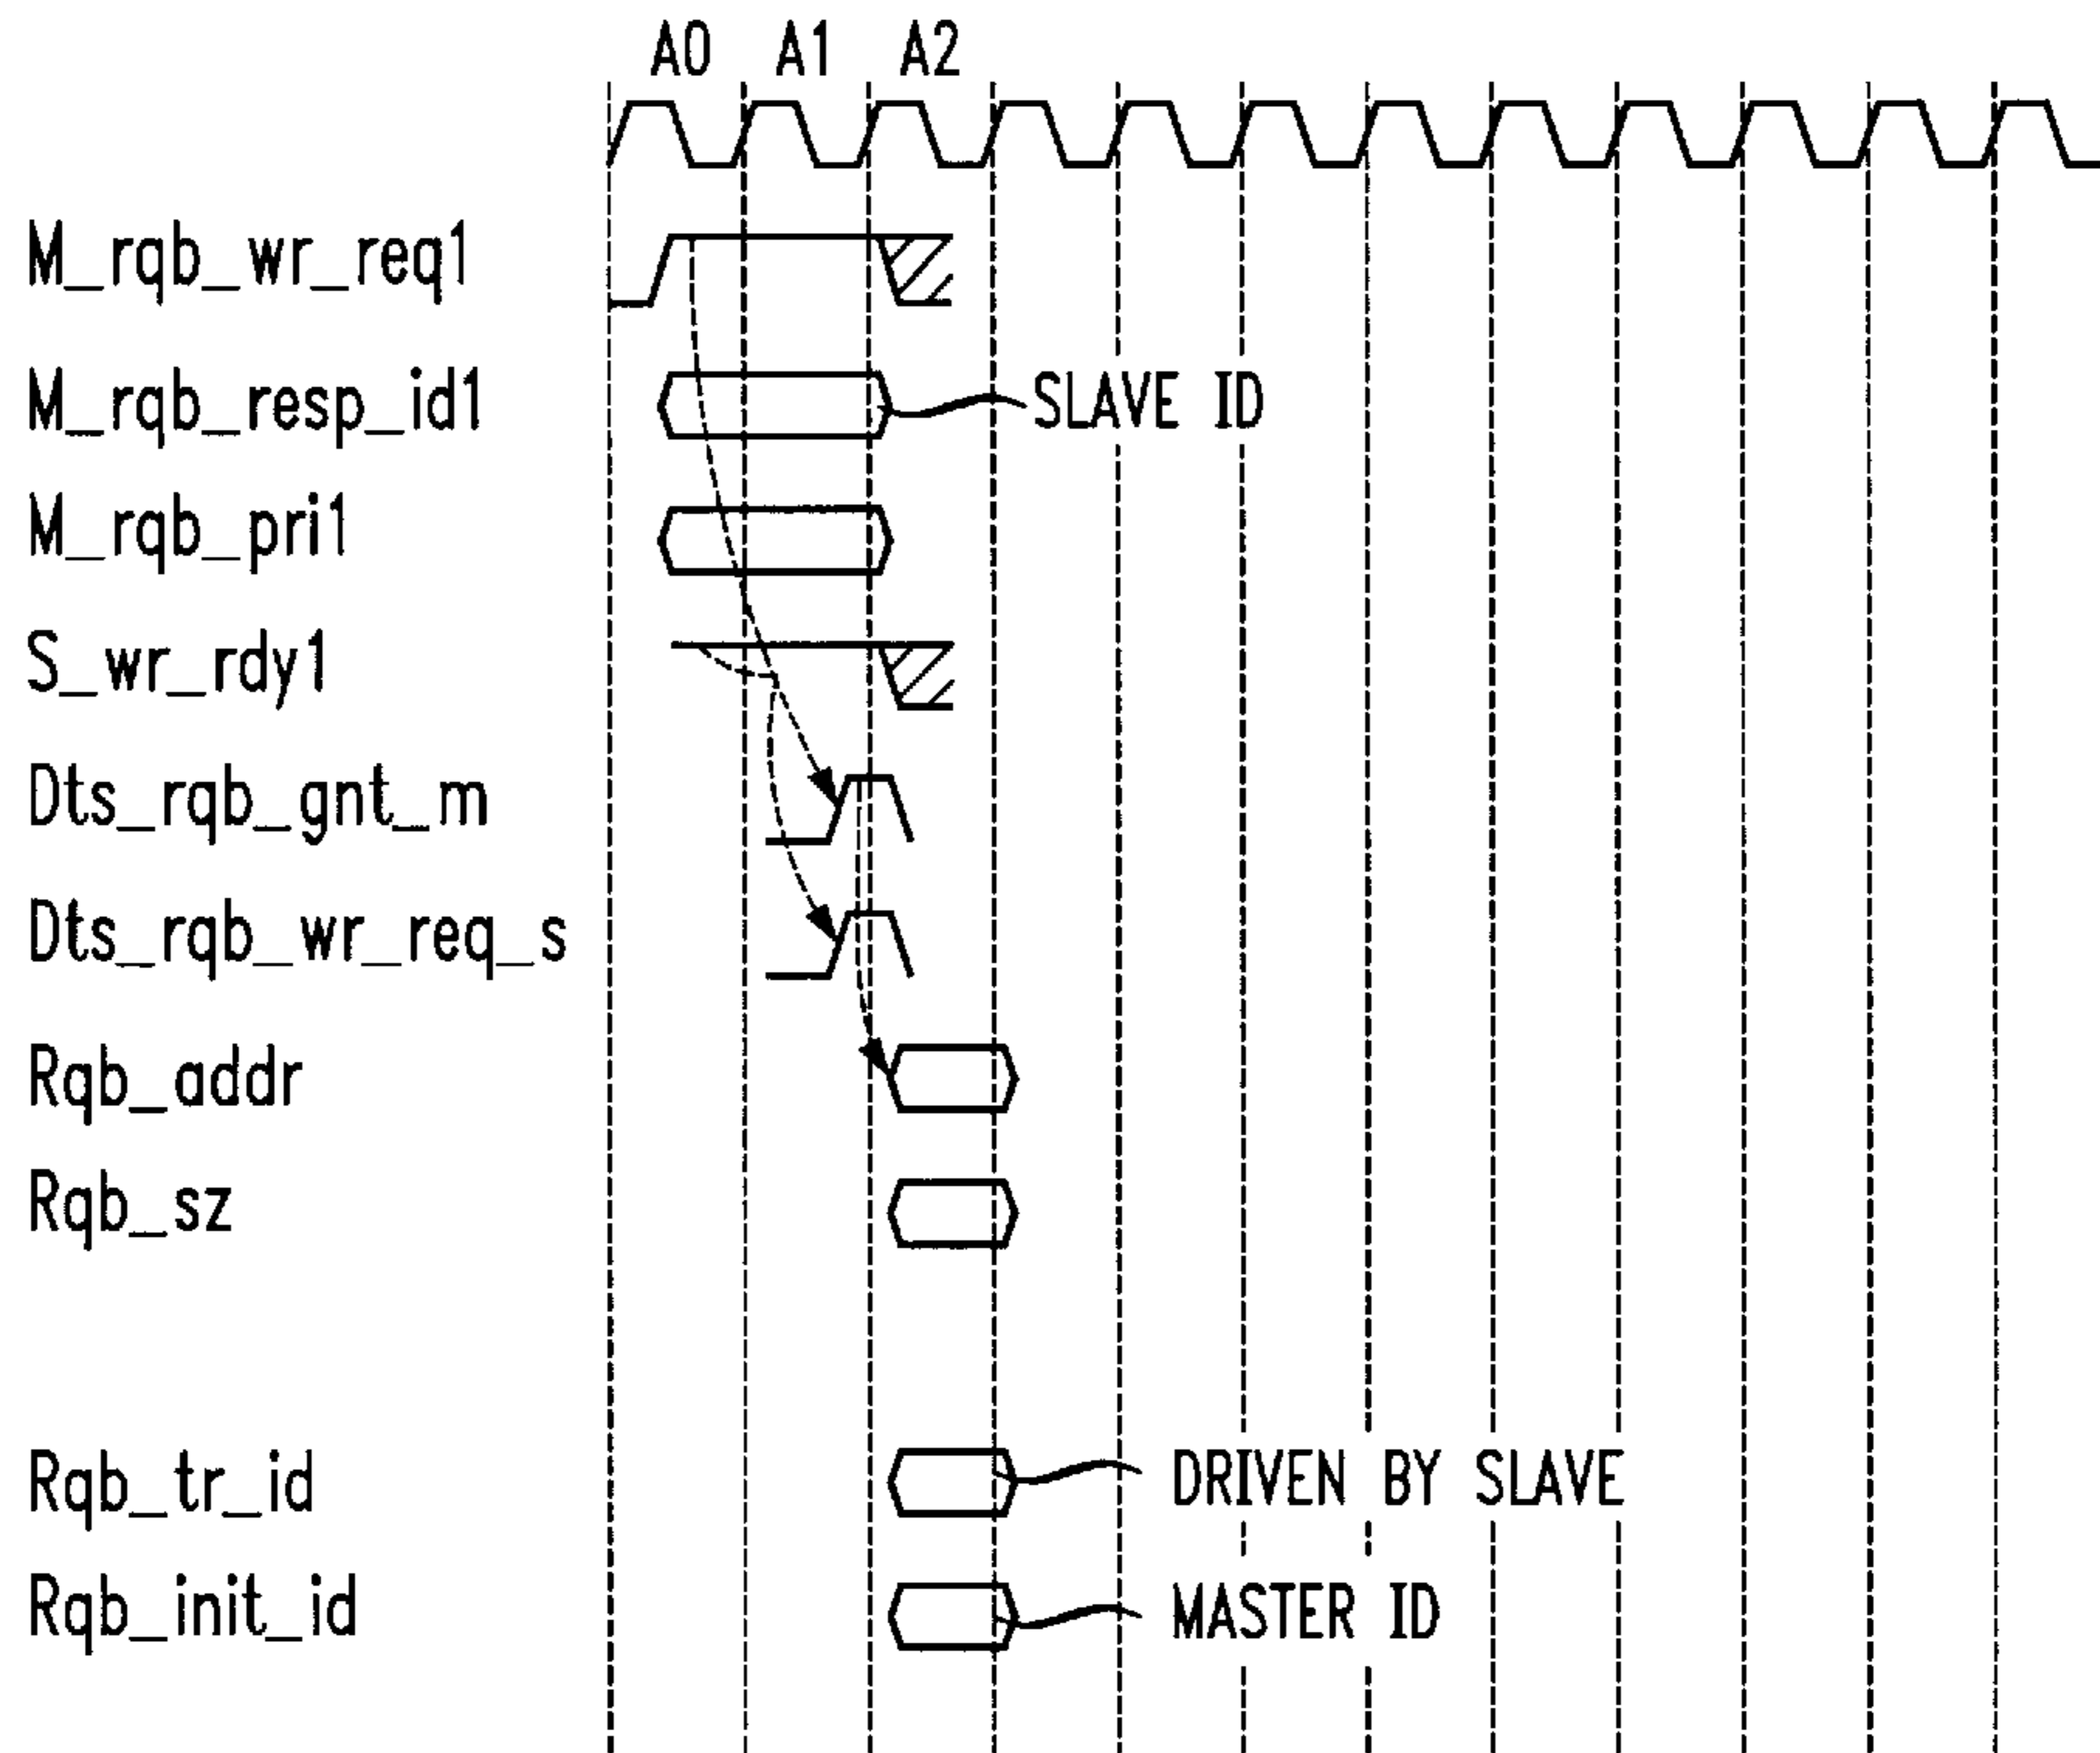 A0 A1 A2
M_rqb_wr_req1
M_rqb_resp_id1 SLAVE ID
M_rqb_pri1
S_wr_rdy1
Dts_rqb_gnt_m
Dts_rqb_wr_req_s
Rqb_addr
Rqb_sz
Rqb_tr_id DRIVEN BY SLAVE
Rqb_init_id MASTER ID